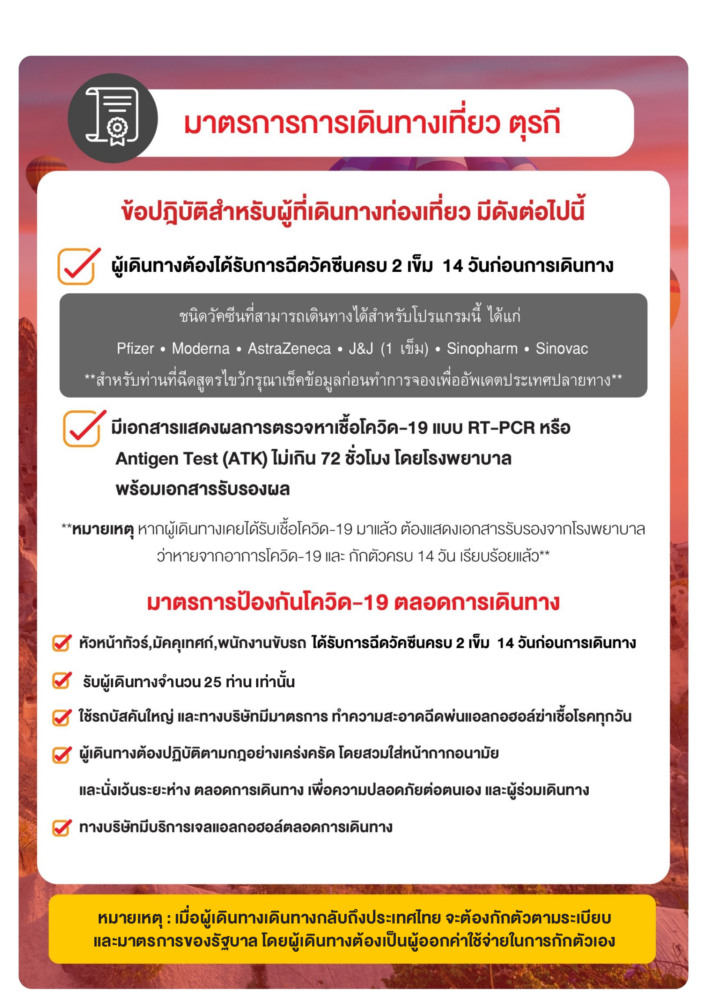 มาตรการการเดินทางเที่ยว ตุรกี
ข้อปฎิบัติสำหรับผู้ที่เดินทางท่องเที่ยว มีดังต่อไปนี้
ผู้เดินทางต้องได้รับการฉีดวัคซีนครบ 2 เข็ม 14 วันก่อนการเดินทาง
ชนิดวัคซีนที่สามารถเดินทางได้สำหรับโปรแกรมนี้ ได้แก่
Pfizer • Moderna • AstraZeneca • J&J (1 เข็ม) • Sinopharm • Sinovac
**สำหรับท่านที่ฉีดสูตรไขว้กรุณาเช็คข้อมูลก่อนทำการจองเพื่ออัพเดตประเทศปลายทาง**
มีเอกสารแสดงผลการตรวจหาเชื้อโควิด-19 แบบ RT-PCR หรือ
Antigen Test (ATK) ไม่เกิน 72 ชั่วโมง โดยโรงพยาบาล
พร้อมเอกสารรับรองผล
**หมายเหตุ หากผู้เดินทางเคยได้รับเชื้อโควิด-19 มาแล้ว ต้องแสดงเอกสารรับรองจากโรงพยาบาล
ว่าหายจากอาการโควิด-19 และ กักตัวครบ 14 วัน เรียบร้อยแล้ว**
มาตรการป้องกันโควิด-19 ตลอดการเดินทาง
หัวหน้าทัวร์,มัคคุเทศก์,พนักงานขับรถ ได้รับการฉีดวัคซีนครบ 2 เข็ม 14 วันก่อนการเดินทาง
รับผู้เดินทางจำนวน 25 ท่าน เท่านั้น
ใช้รถบัสคันใหญ่ และทางบริษัทมีมาตรการ ทำความสะอาดฉีดพ่นแอลกอฮอล์ฆ่าเชื้อโรคทุกวัน
ผู้เดินทางต้องปฏิบัติตามกฎอย่างเคร่งครัด โดยสวมใส่หน้ากากอนามัย
และนั่งเว้นระยะห่าง ตลอดการเดินทาง เพื่อความปลอดภัยต่อตนเอง และผู้ร่วมเดินทาง
ทางบริษัทมีบริการเจลแอลกอฮอล์ตลอดการเดินทาง
หมายเหตุ : เมื่อผู้เดินทางเดินทางกลับถึงประเทศไทย จะต้องกักตัวตามระเบียบ
และมาตรการของรัฐบาล โดยผู้เดินทางต้องเป็นผู้ออกค่าใช้จ่ายในการกักตัวเอง